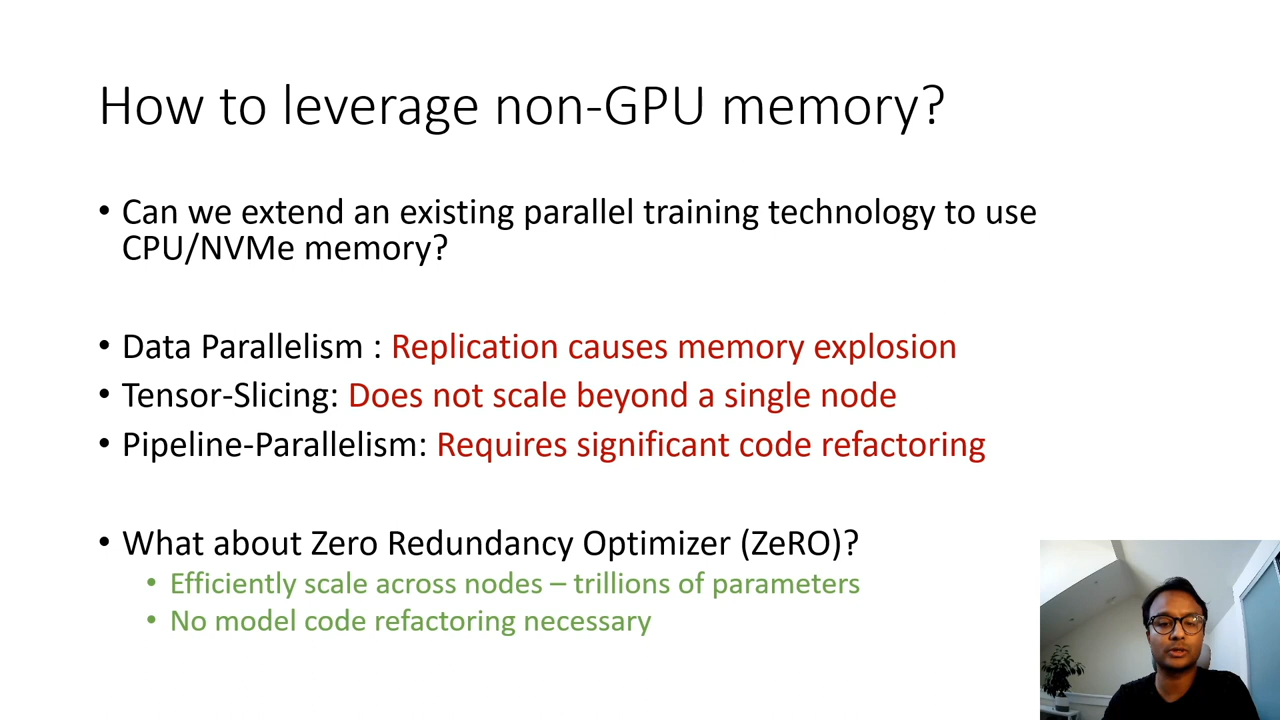 How to leverage non-GPU memory?
• Can we extend an existing parallel training technology to use
CPU/NVMe memory?
• Data Parallelism : Replication causes memory explosion
• Tensor-Slicing: Does not scale beyond a single node
• Pipeline-Parallelism: Requires significant code refactoring
• What about Zero Redundancy Optimizer (ZeRO)?
• Efficiently scale across nodes – trillions of parameters
• No model code refactoring necessary